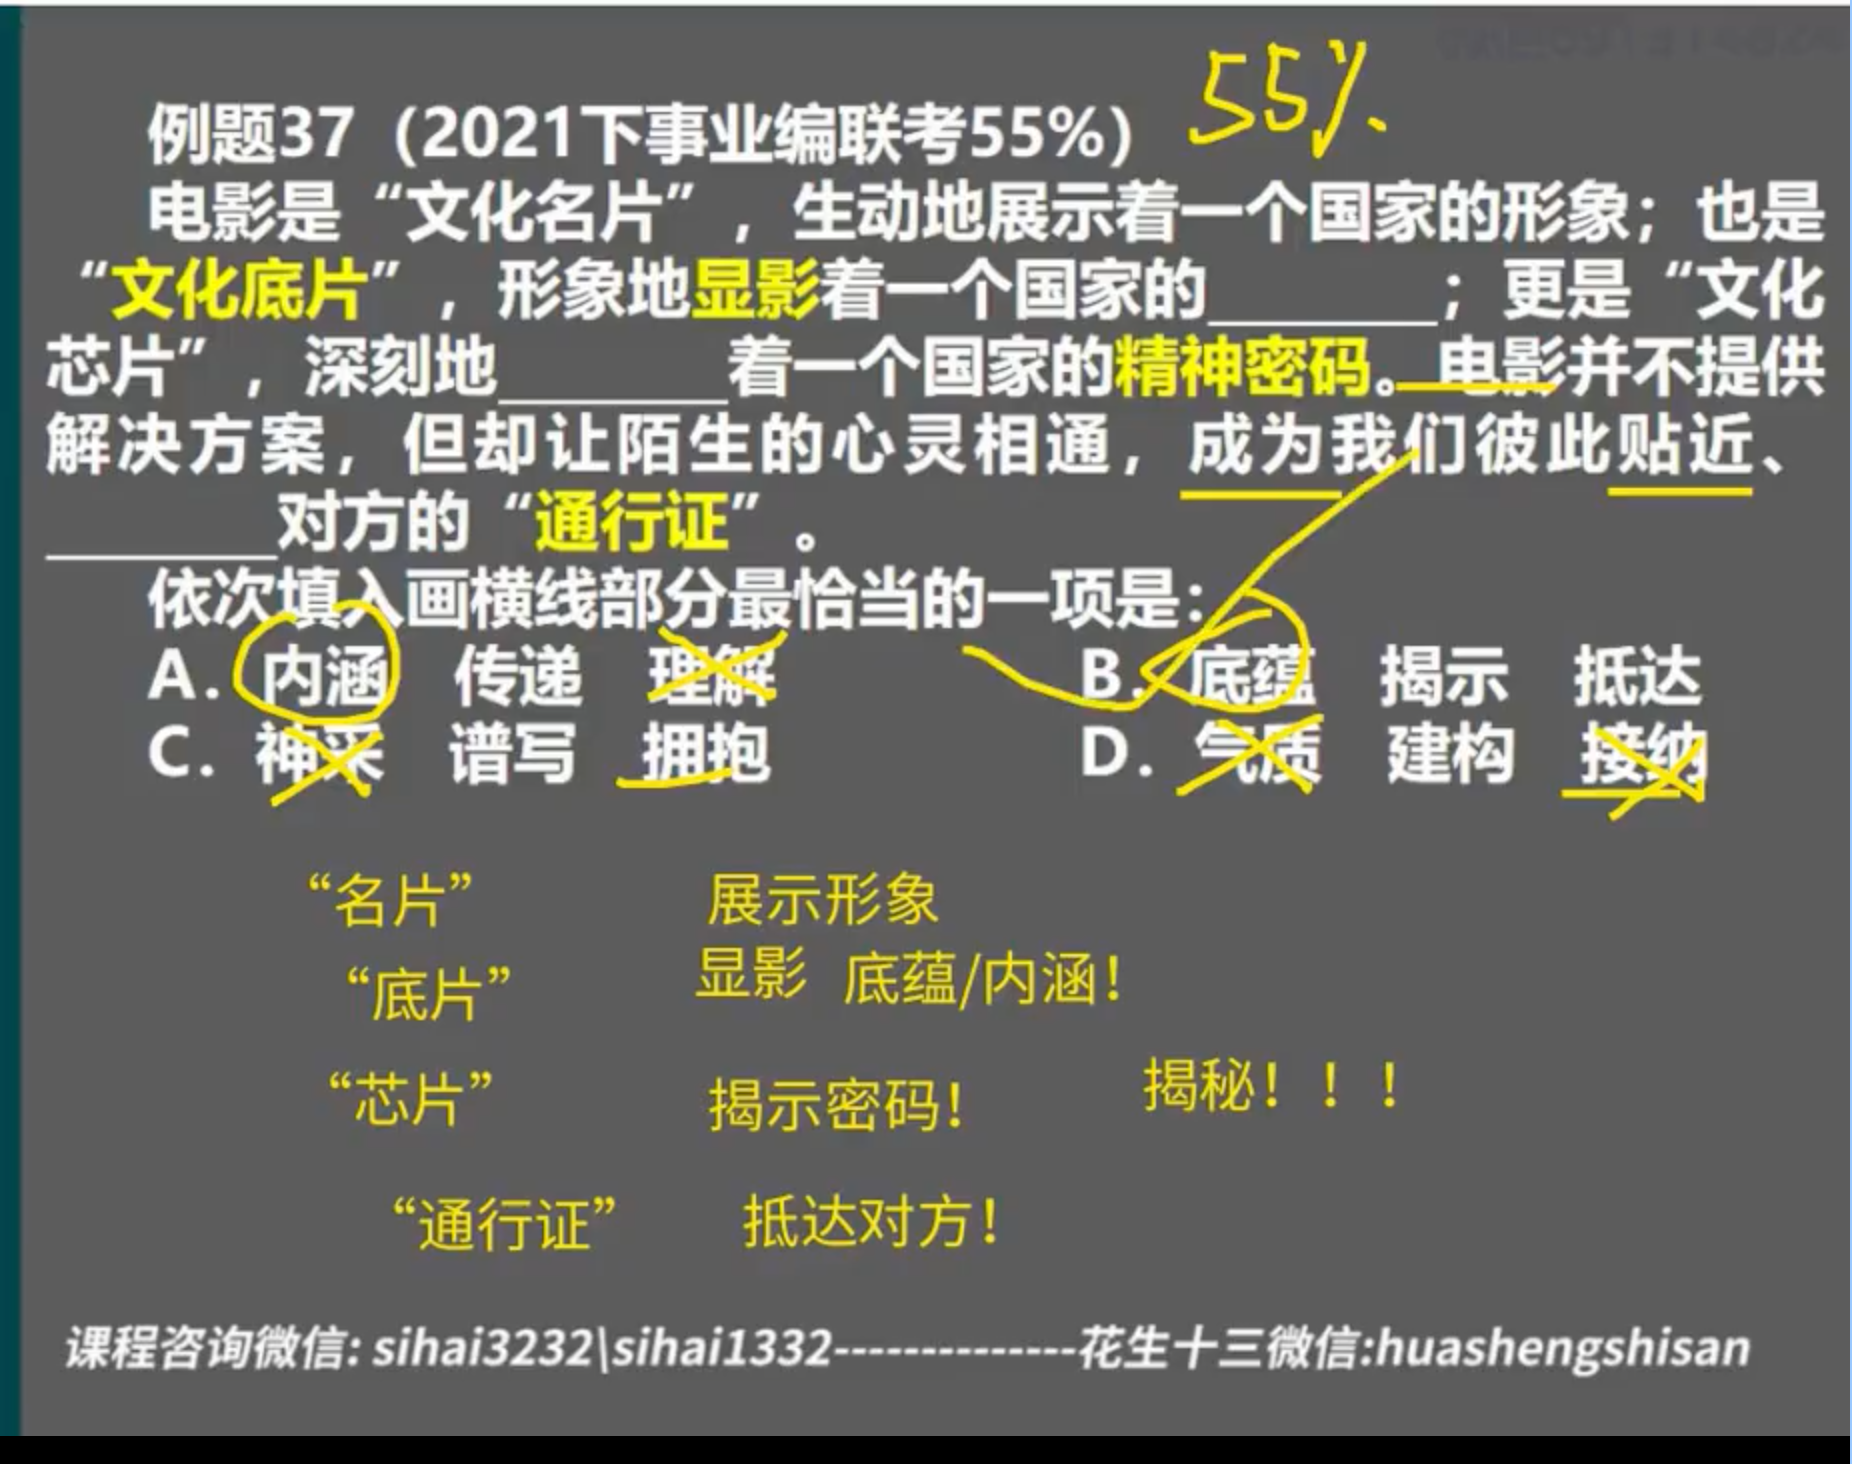 55%.
例题37（2021下事业编联考55%）
电影是“文化名片”，生动地展示着一个国家的形象；也是
“文化底片”，形象地显影着一个国家的________；更是“文化
芯片”，深刻地________着一个国家的精神密码。电影并不提供
解决方案，但却让陌生的心灵相通，成为我们彼此贴近、
________对方的“通行证”。
依次填入画横线部分最恰当的一项是：
A. 内涵 传递 理解 B. 底蕴 揭示 抵达
C. 神采 谱写 拥抱 D. 气质 建构 接纳
“名片” 展示形象
“底片” 显影 底蕴/内涵！
“芯片” 揭示密码！ 揭秘！！！
“通行证” 抵达对方！
课程咨询微信: sihai3232\sihai1332--------------花生十三微信:huashengshisan